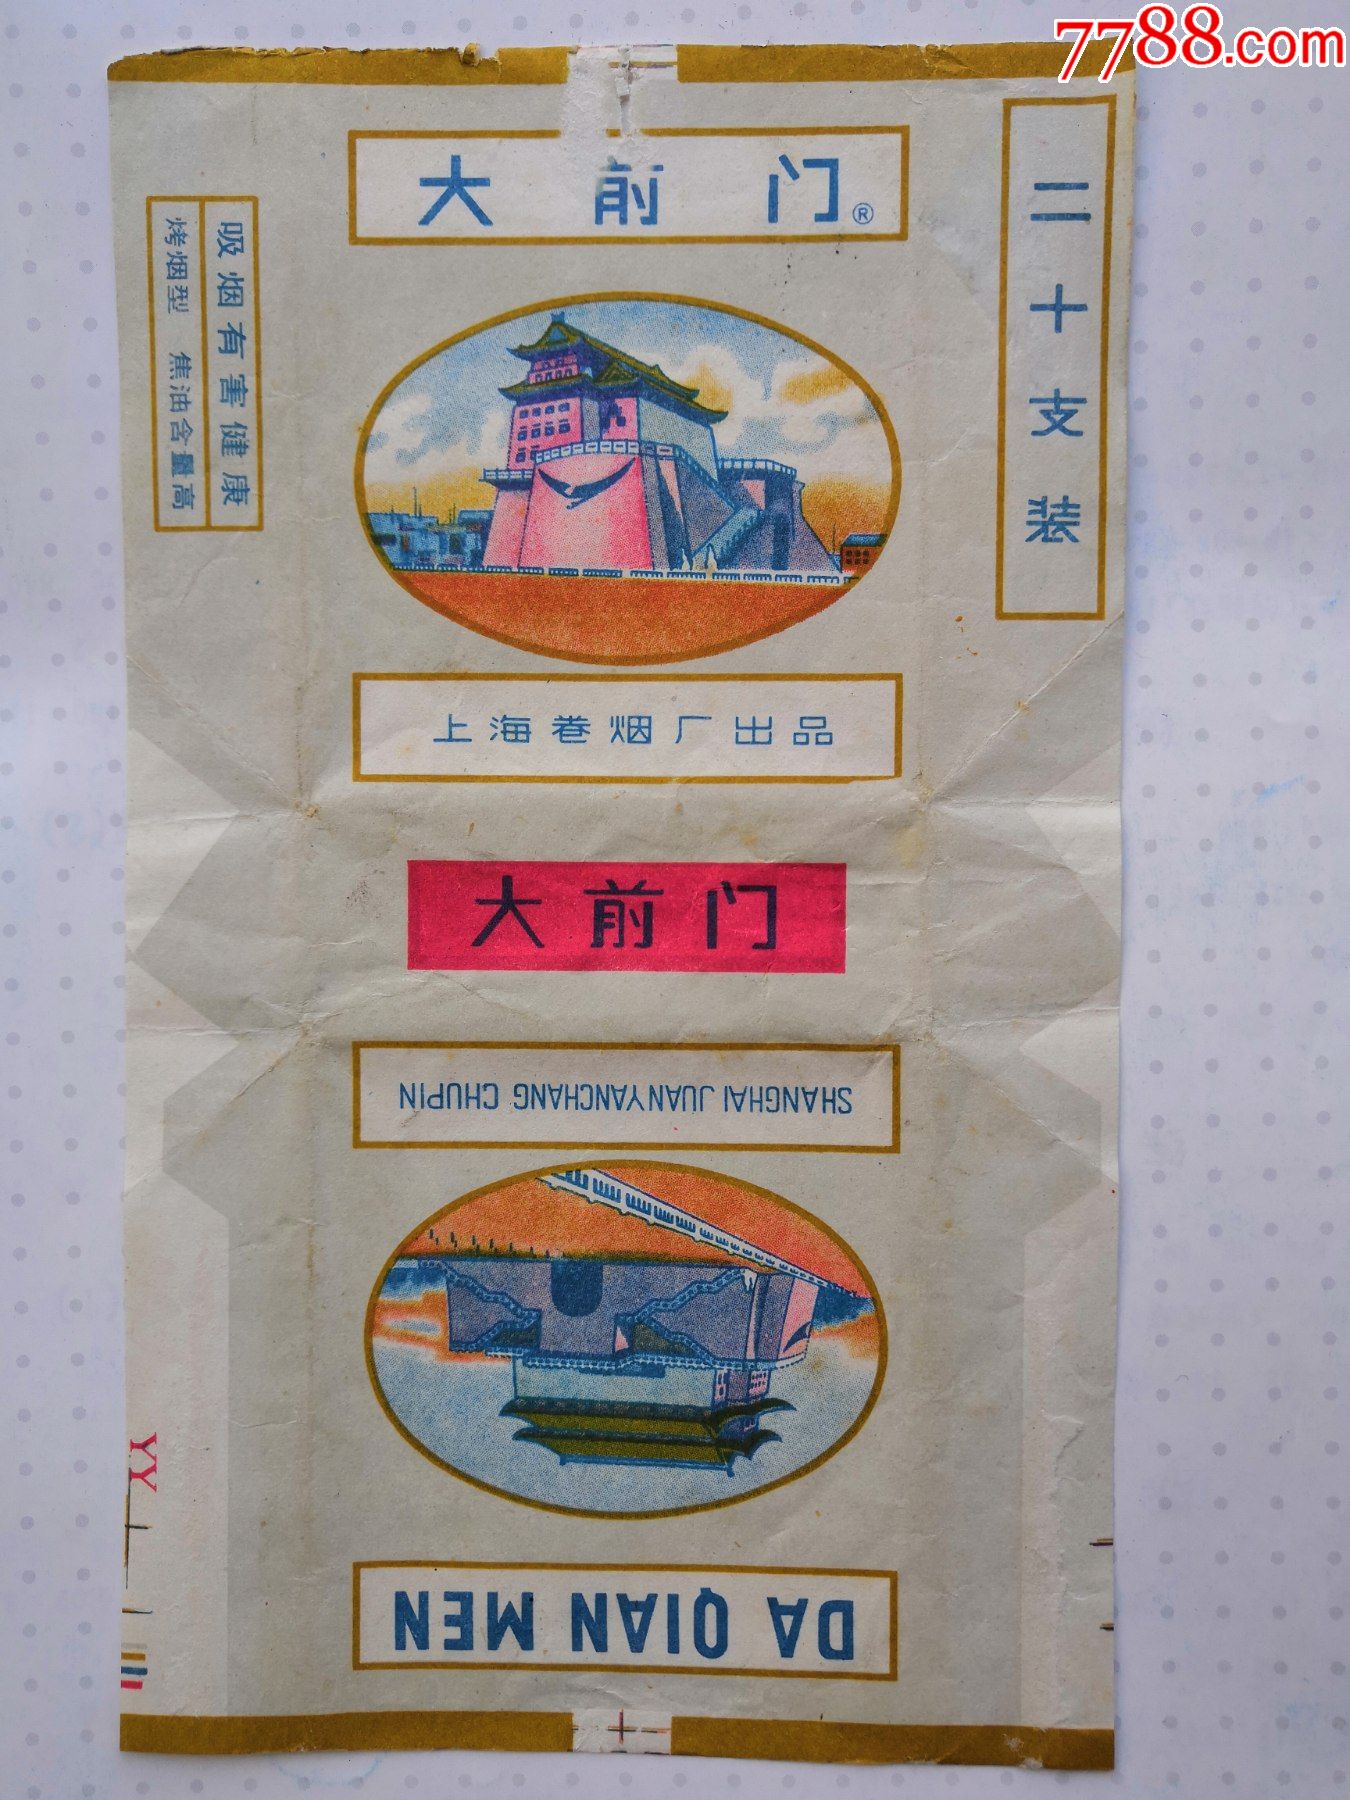 7788.com
大前门®
二十支装
吸烟有害健康
烤烟型 焦油含量高
上海卷烟厂出品
大前门
SHANGHAI JUANYANCHANG CHUPIN
DA QIAN MEN
YY